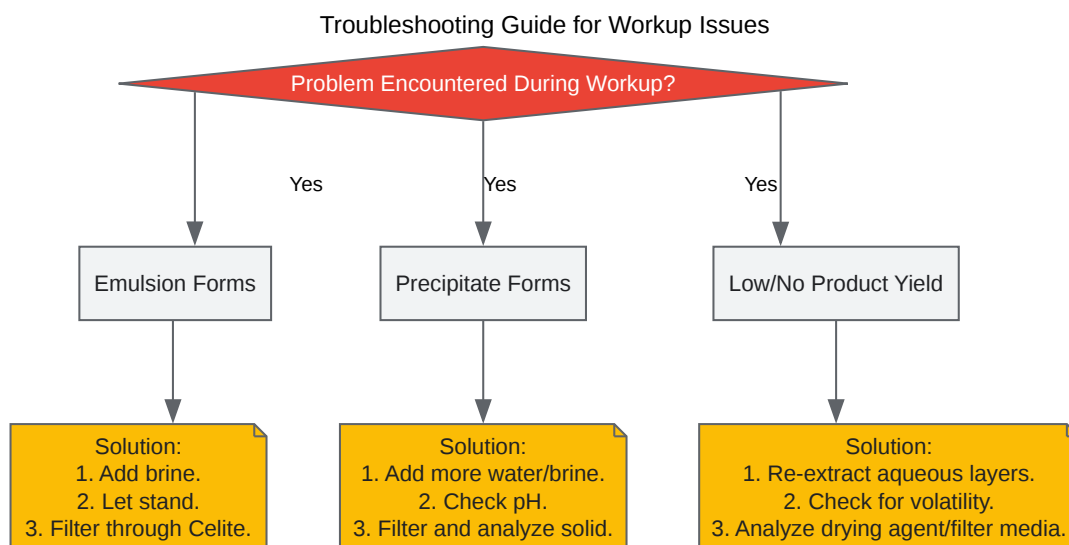 Troubleshooting Guide for Workup Issues
Problem Encountered During Workup?
Yes
Yes
Yes
Emulsion Forms
Precipitate Forms
Low/No Product Yield
Solution:
1. Add brine.
2. Let stand.
3. Filter through Celite.
Solution:
1. Add more water/brine.
2. Check pH.
3. Filter and analyze solid.
Solution:
1. Re-extract aqueous layers.
2. Check for volatility.
3. Analyze drying agent/filter media.